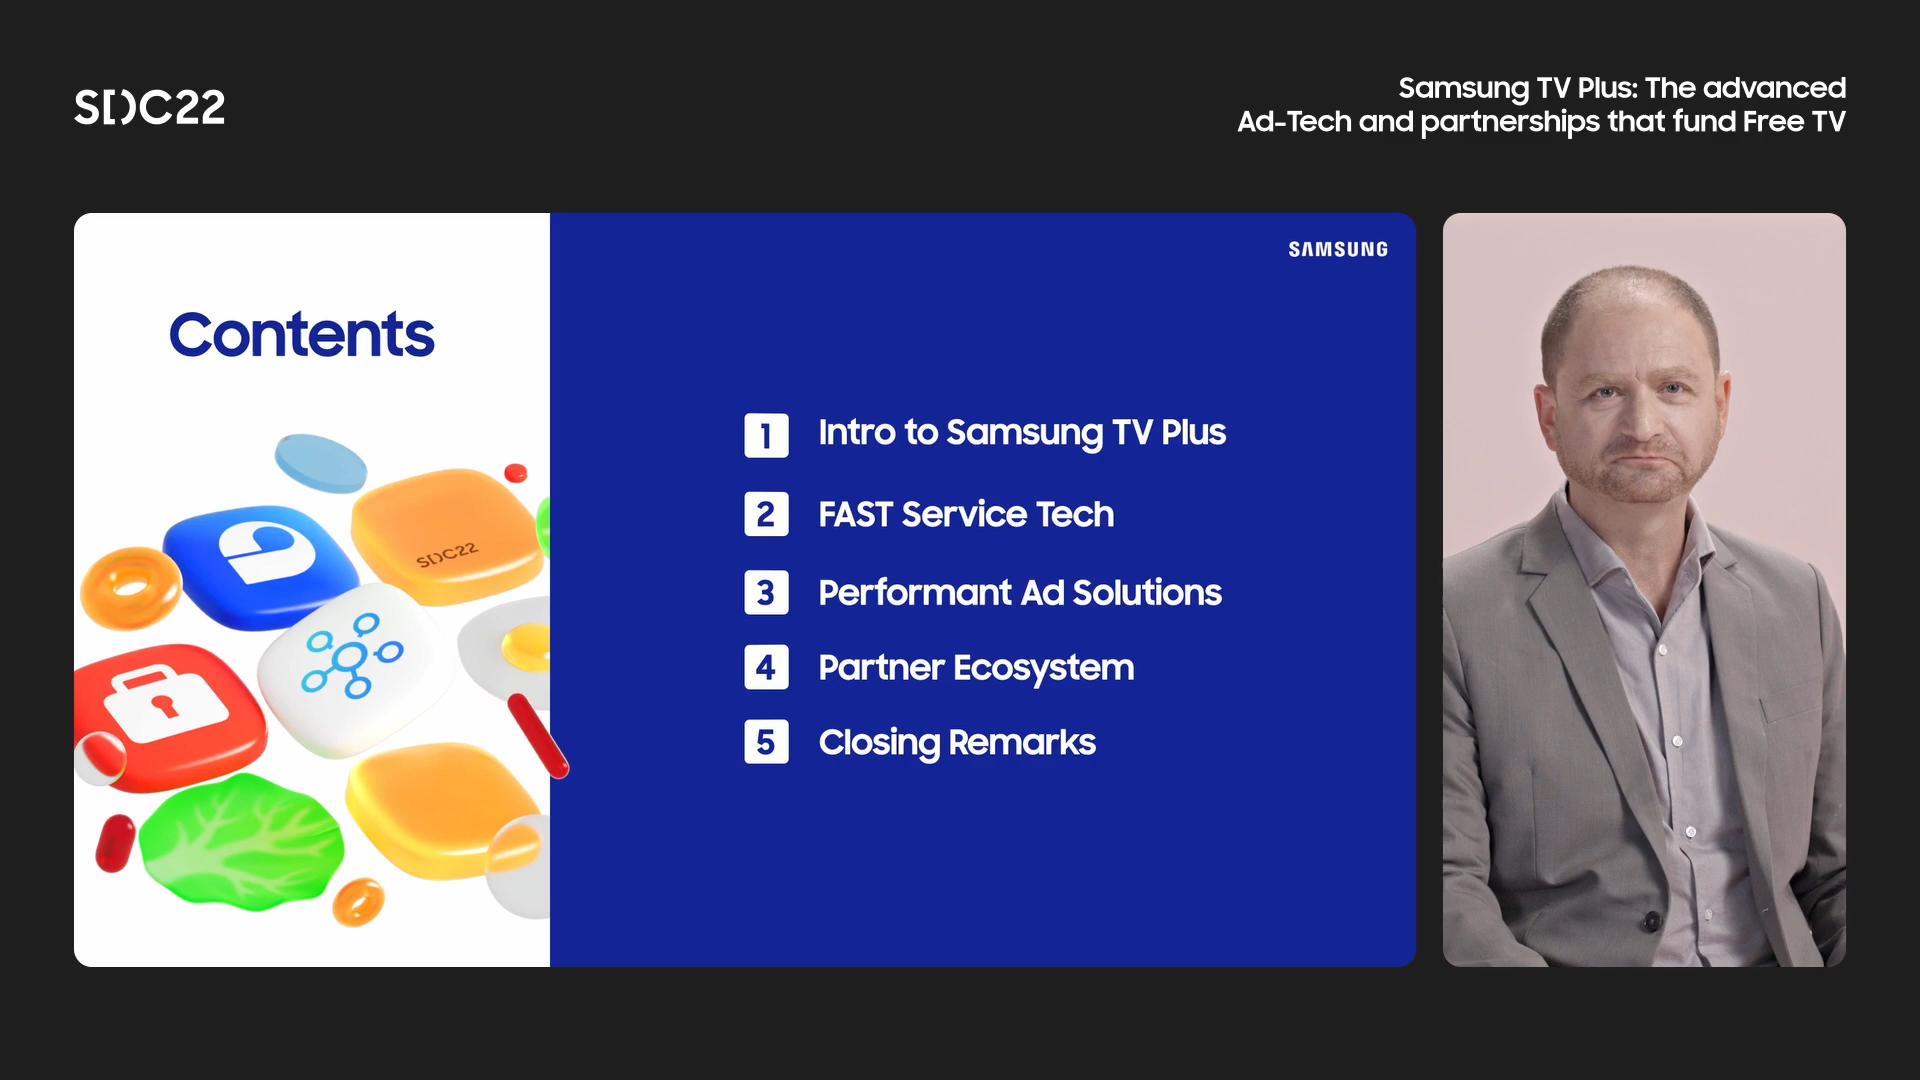 SDC22
Samsung TV Plus: The advanced
Ad-Tech and partnerships that fund Free TV
Contents
SDC22
SAMSUNG
1 Intro to Samsung TV Plus
2 FAST Service Tech
3 Performant Ad Solutions
4 Partner Ecosystem
5 Closing Remarks